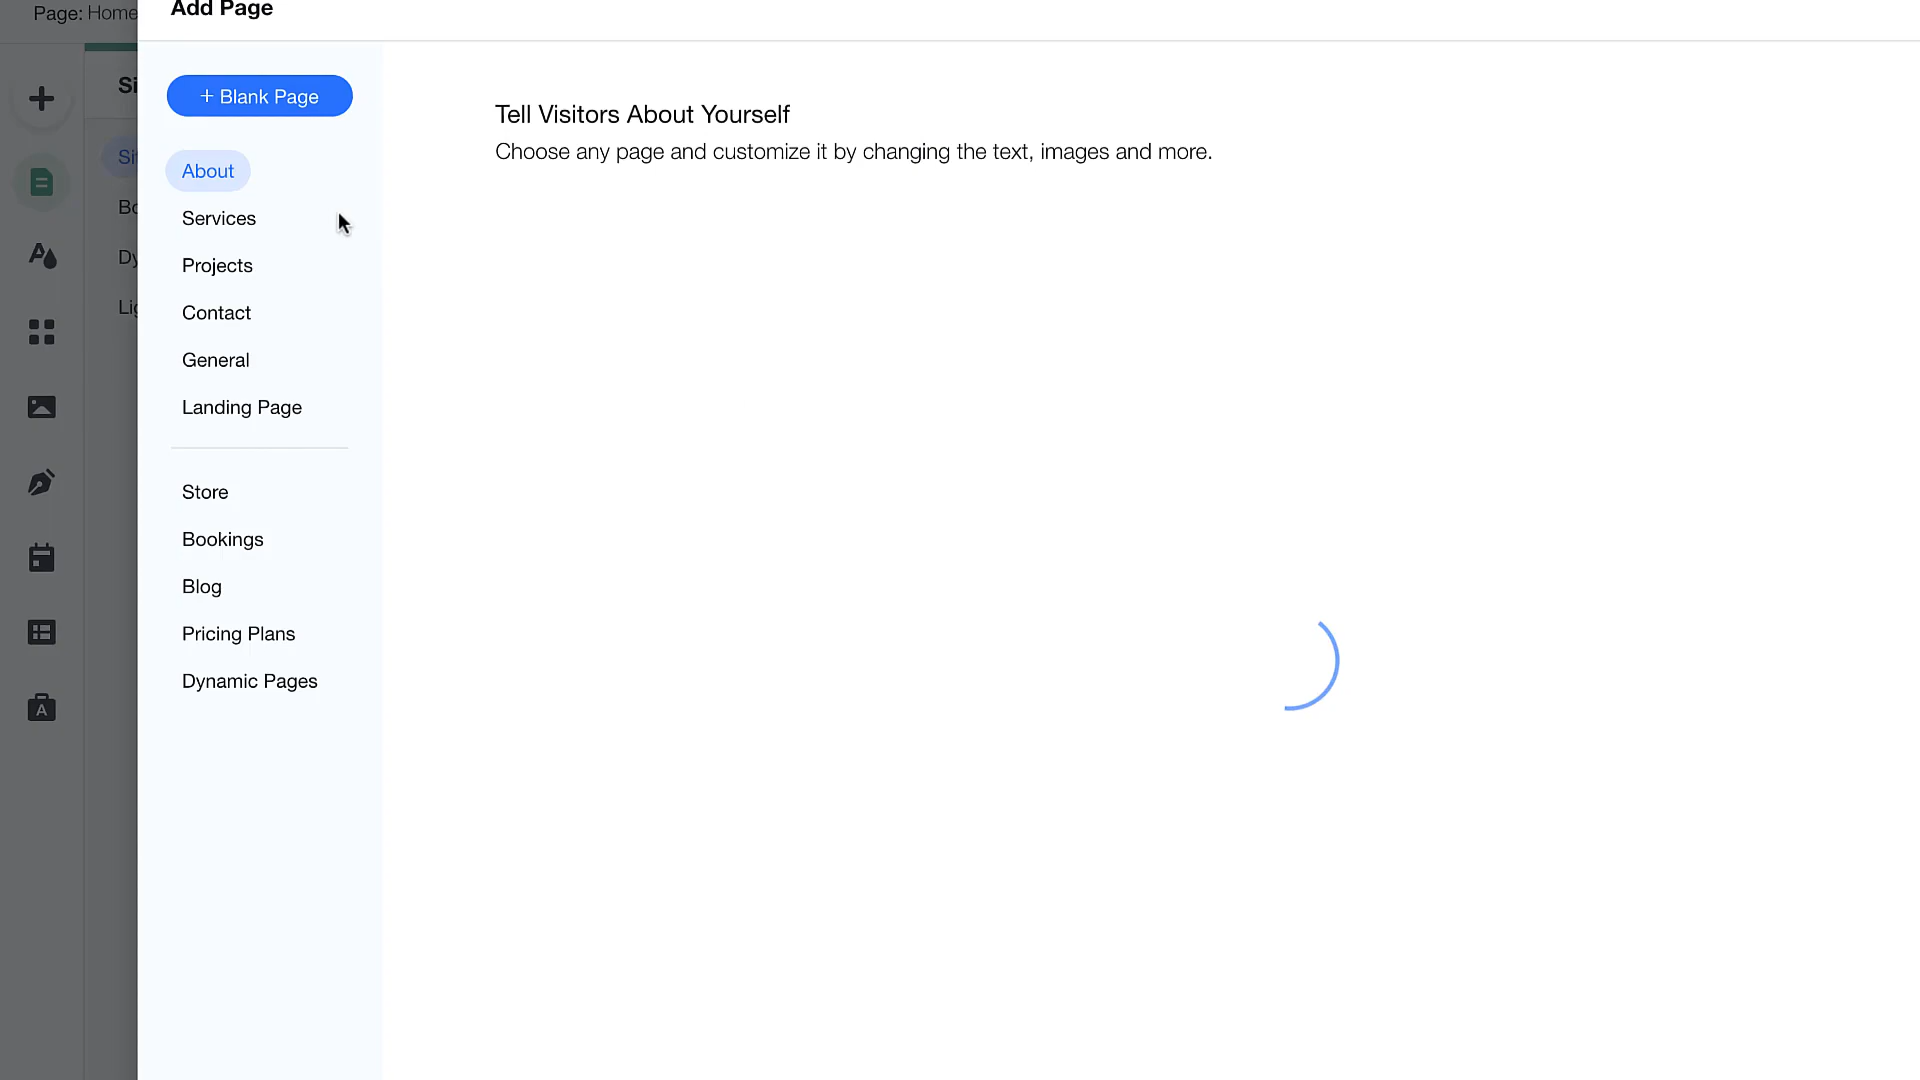 Page: Home
Add Page
+ Blank Page
About
Services
Projects
Contact
General
Landing Page
Store
Bookings
Blog
Pricing Plans
Dynamic Pages
Tell Visitors About Yourself
Choose any page and customize it by changing the text, images and more.